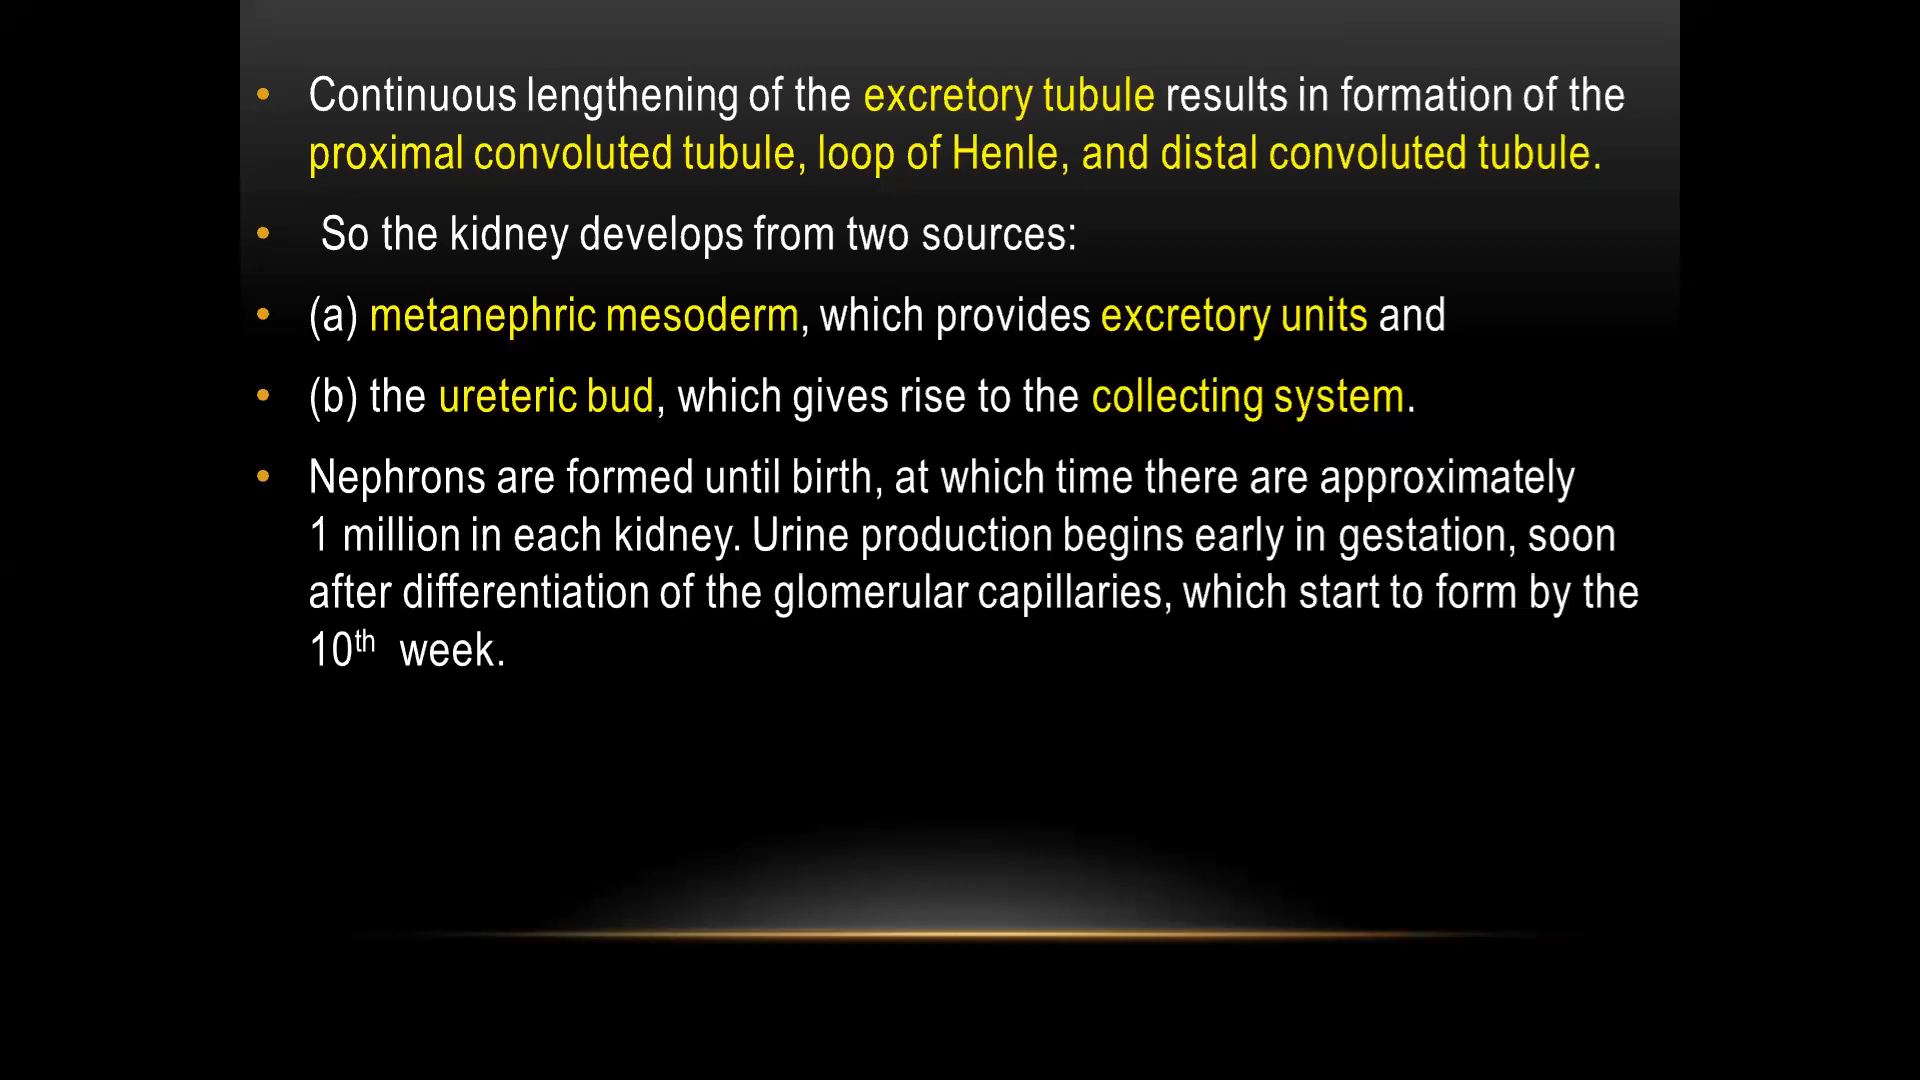 • Continuous lengthening of the excretory tubule results in formation of the
proximal convoluted tubule, loop of Henle, and distal convoluted tubule.
• So the kidney develops from two sources:
• (a) metanephric mesoderm, which provides excretory units and
• (b) the ureteric bud, which gives rise to the collecting system.
• Nephrons are formed until birth, at which time there are approximately
1 million in each kidney. Urine production begins early in gestation, soon
after differentiation of the glomerular capillaries, which start to form by the
10th week.